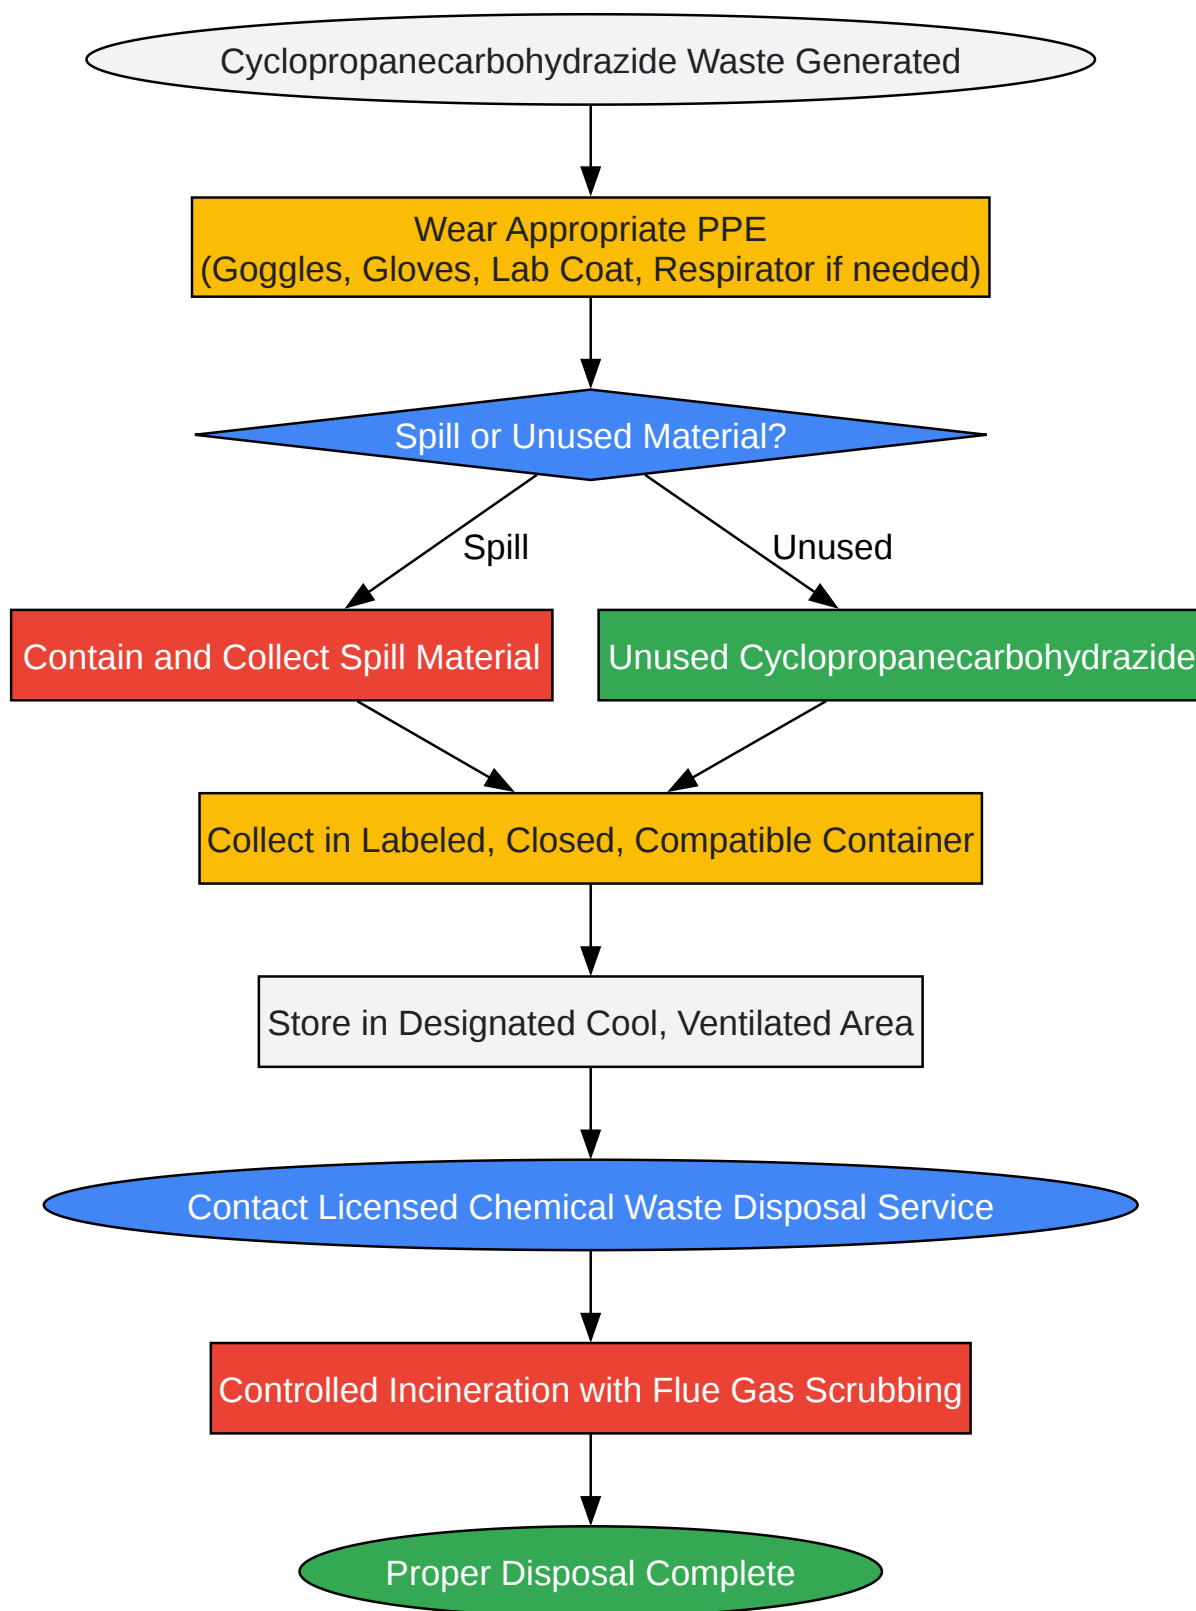 Cyclopropanecarbohydrazide Waste Generated
Wear Appropriate PPE
(Goggles, Gloves, Lab Coat, Respirator if needed)
Spill or Unused Material?
Spill
Unused
Contain and Collect Spill Material
Unused Cyclopropanecarbohydrazide
Collect in Labeled, Closed, Compatible Container
Store in Designated Cool, Ventilated Area
Contact Licensed Chemical Waste Disposal Service
Controlled Incineration with Flue Gas Scrubbing
Proper Disposal Complete